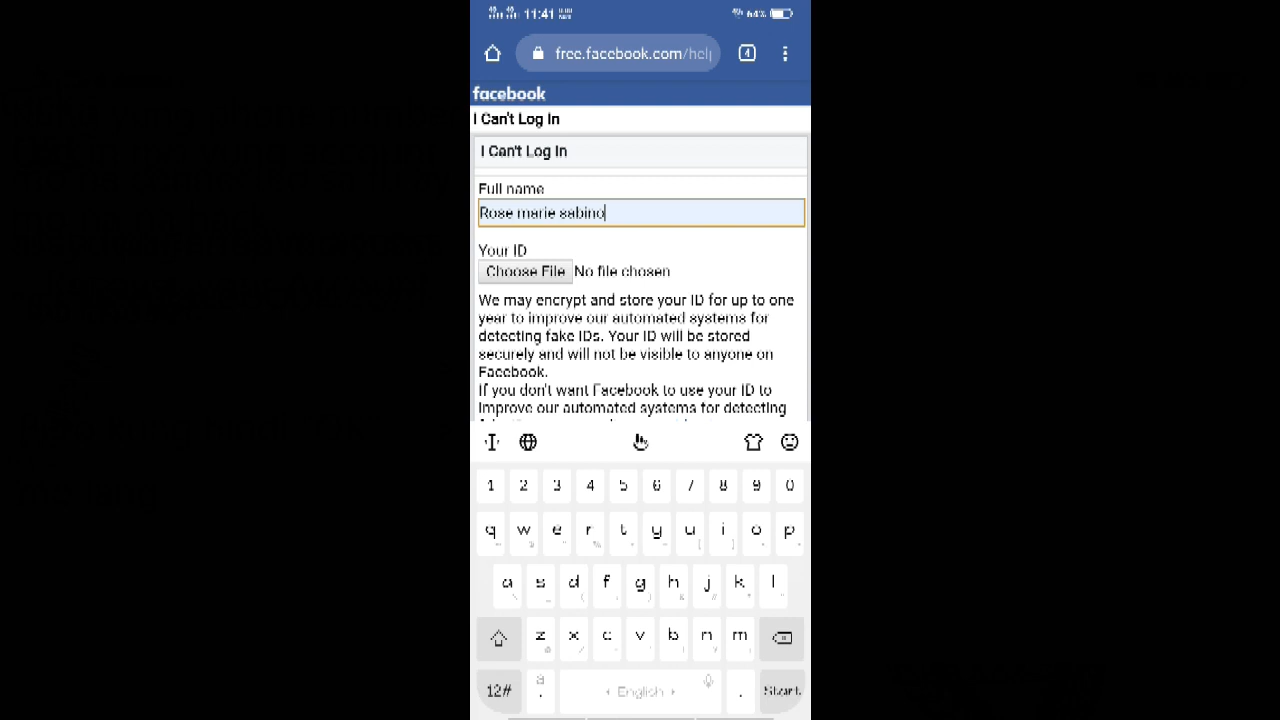 11:41 64%
free.facebook.com/help
4
facebook
I Can't Log In
I Can't Log In
Full name
Rose marie sabino
Your ID
Choose File No file chosen
We may encrypt and store your ID for up to one
year to improve our automated systems for
detecting fake IDs. Your ID will be stored
securely and will not be visible to anyone on
Facebook.
If you don't want Facebook to use your ID to
improve our automated systems for detecting
1 2 3 4 5 6 7 8 9 0
q w e r t y u i o p
a s d f g h j k l
z x c v b n m
12# English . Start